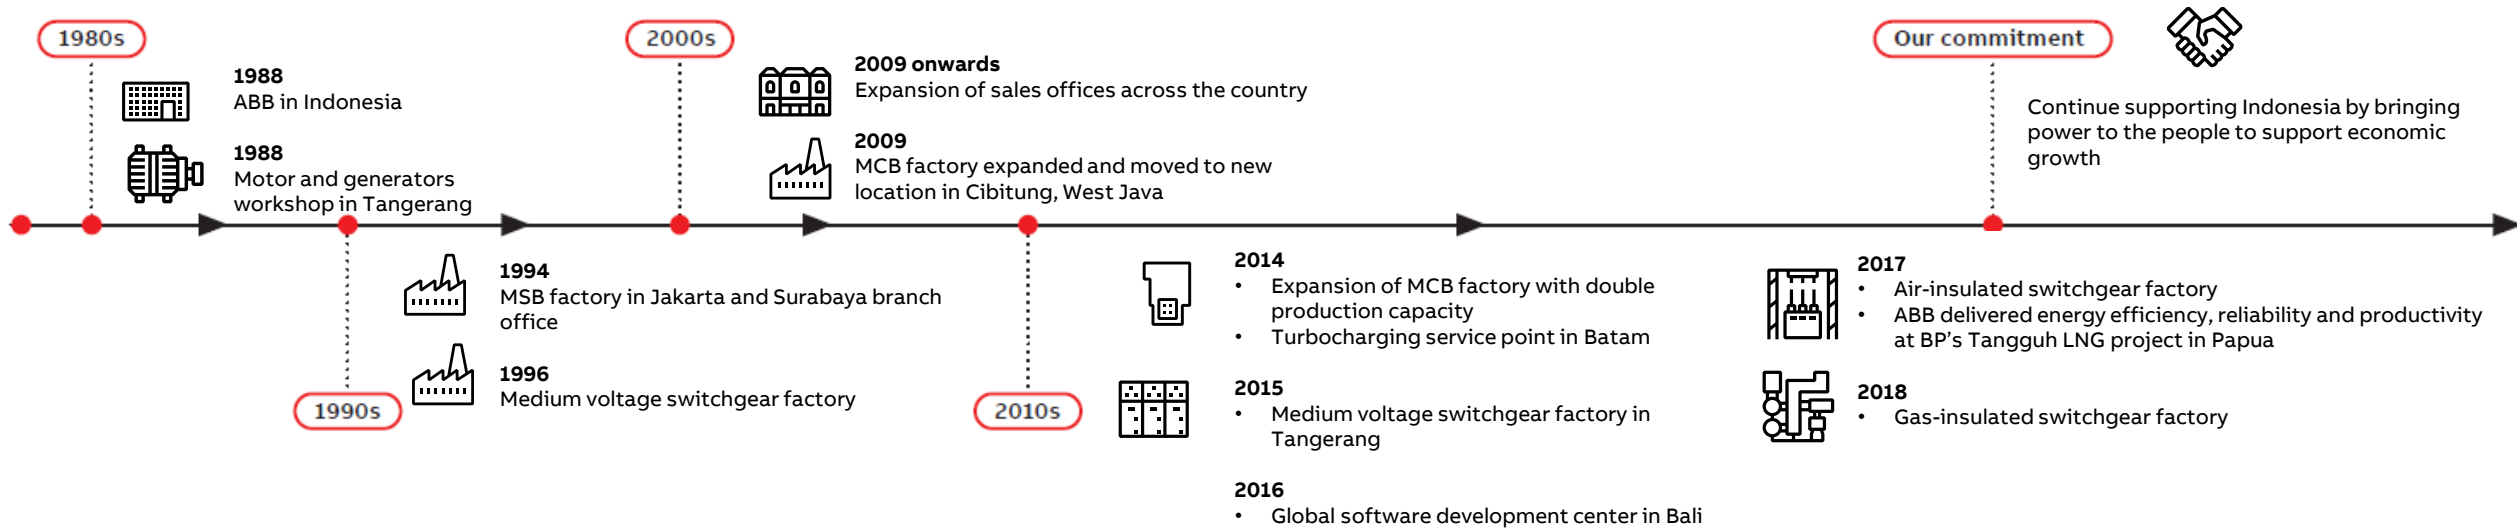 1980s
1988
ABB in Indonesia
1988
Motor and generators
workshop in Tangerang
1990s
1994
MSB factory in Jakarta and Surabaya branch
office
1996
Medium voltage switchgear factory
2000s
2009 onwards
Expansion of sales offices across the country
2009
MCB factory expanded and moved to new
location in Cibitung, West Java
2010s
2014
• Expansion of MCB factory with double
production capacity
• Turbocharging service point in Batam
2015
• Medium voltage switchgear factory in
Tangerang
2016
• Global software development center in Bali
2017
• Air-insulated switchgear factory
• ABB delivered energy efficiency, reliability and productivity
at BP’s Tangguh LNG project in Papua
2018
• Gas-insulated switchgear factory
Our commitment
Continue supporting Indonesia by bringing
power to the people to support economic
growth